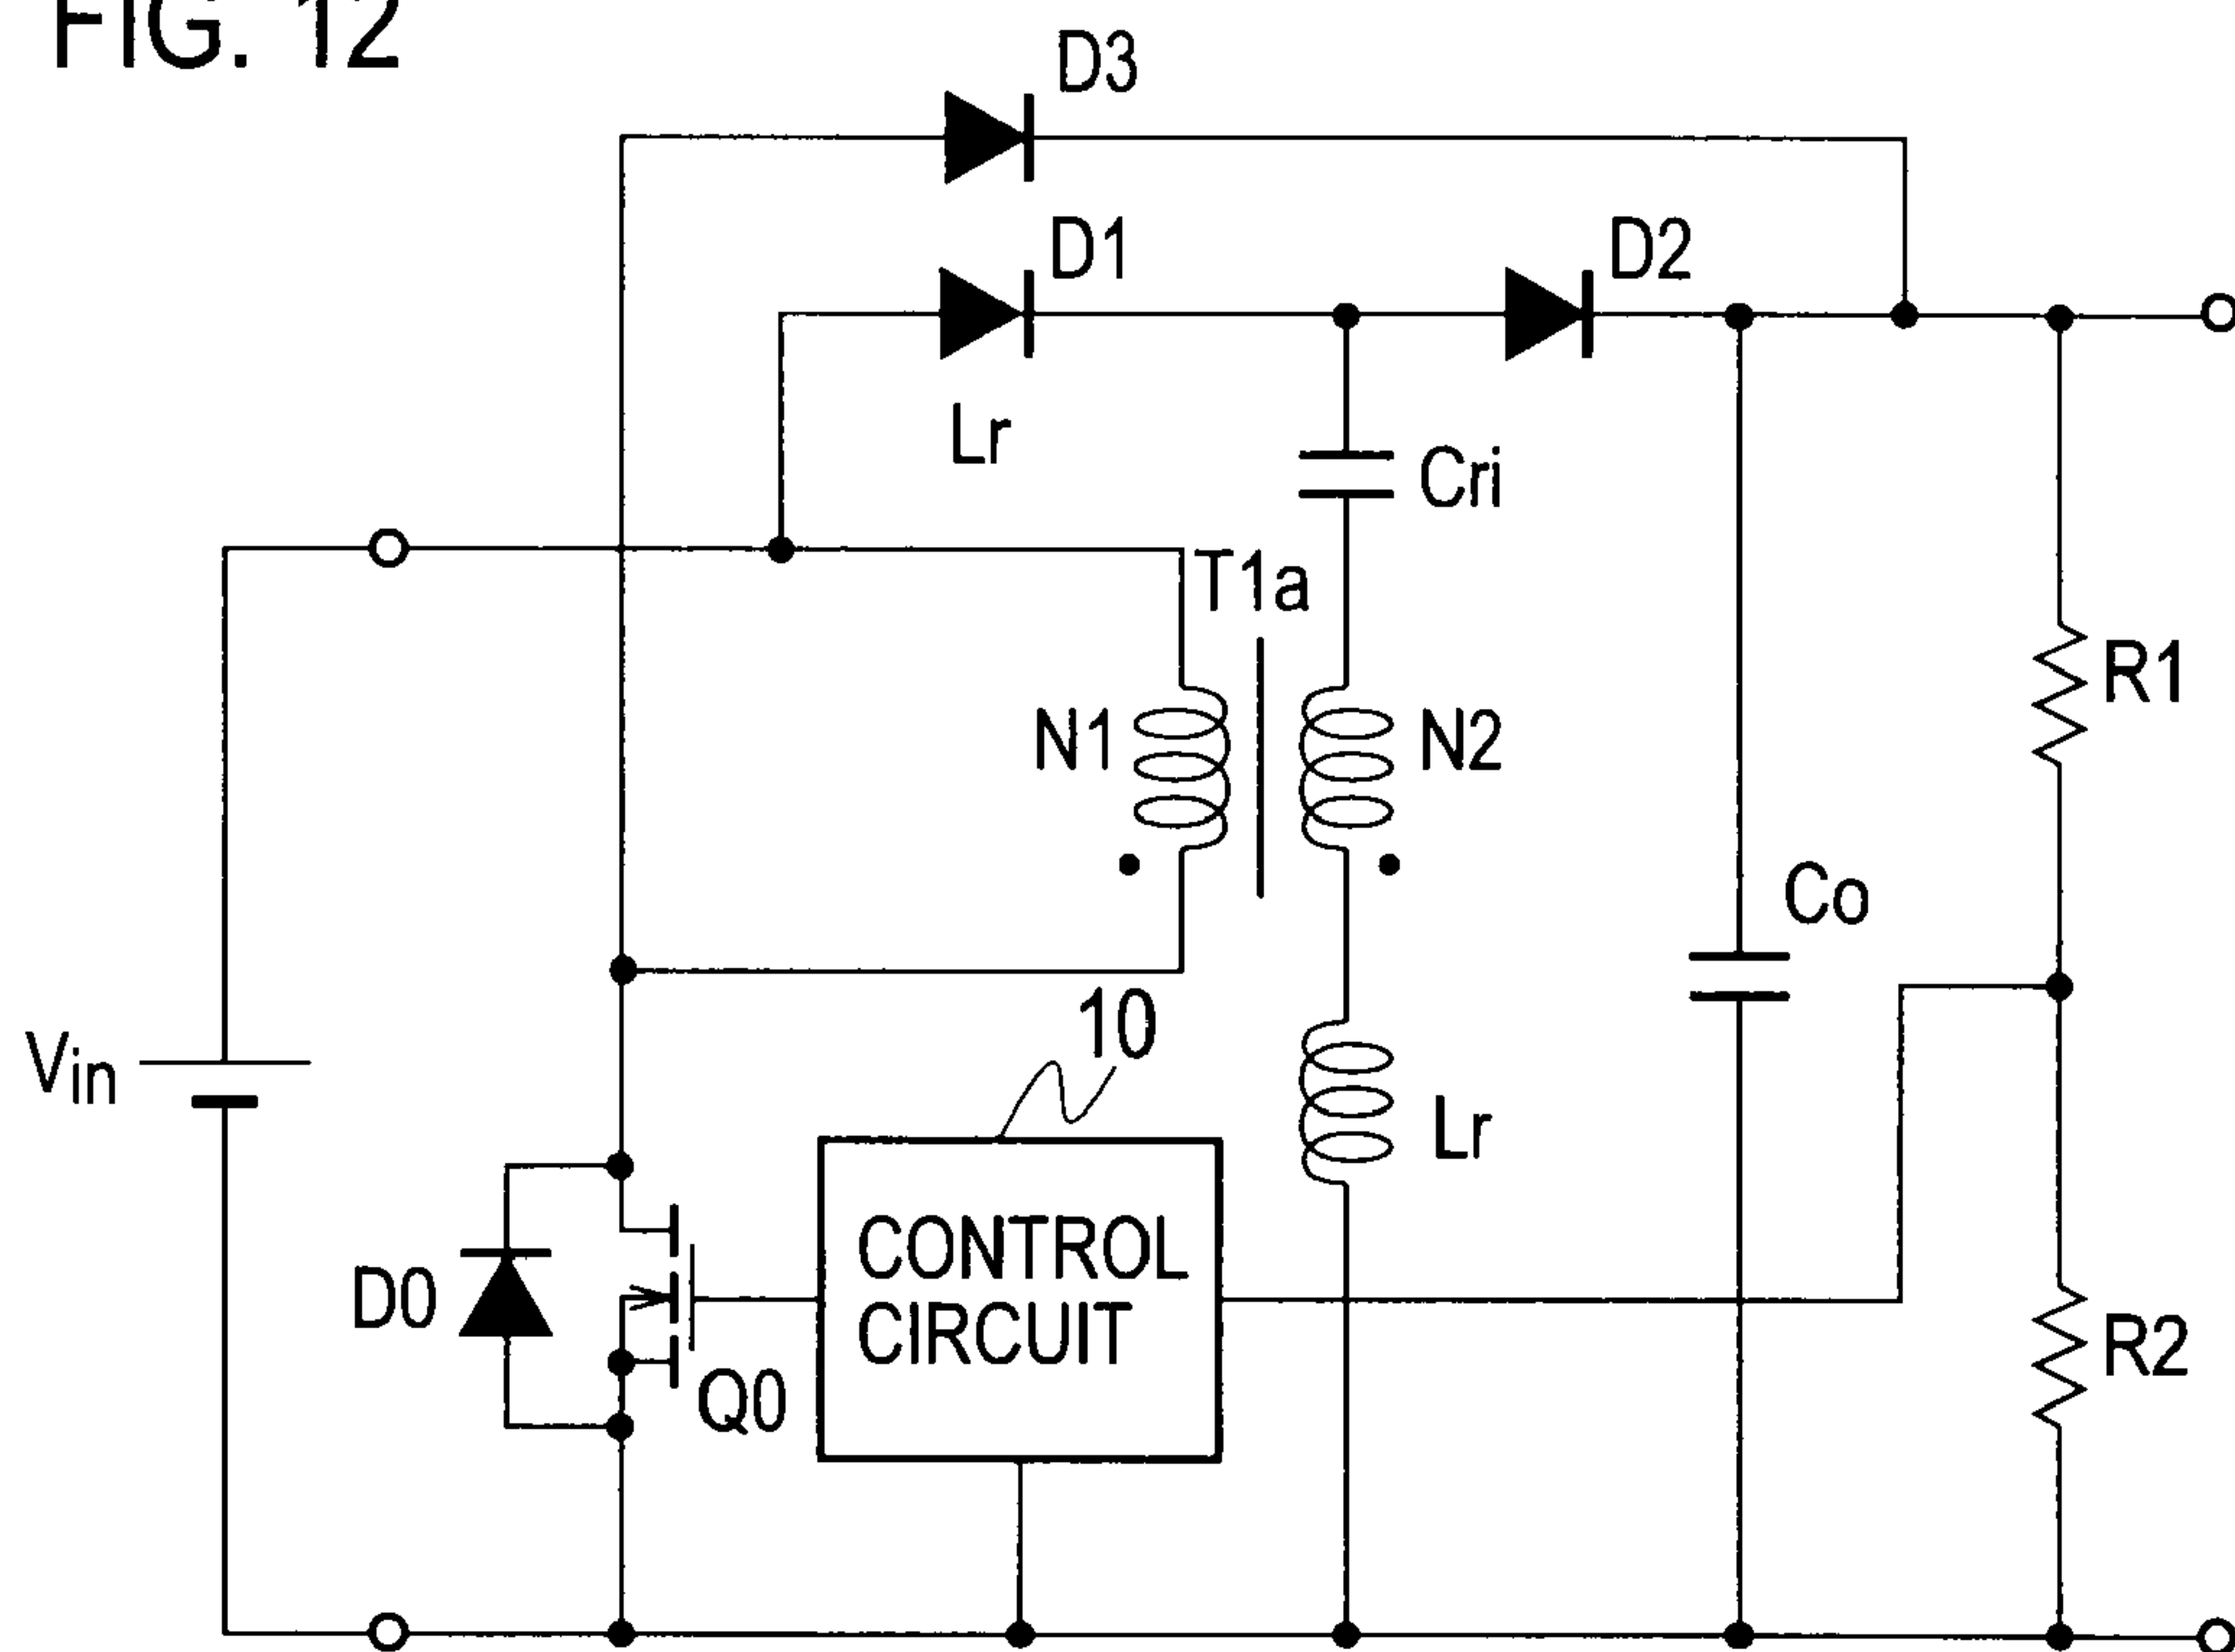 FIG. 12
D3
D1
D2
Lr
Cri
T1a
R1
N1
N2
Co
10
Vin
Lr
CONTROL
CIRCUIT
D0
R2
Q0